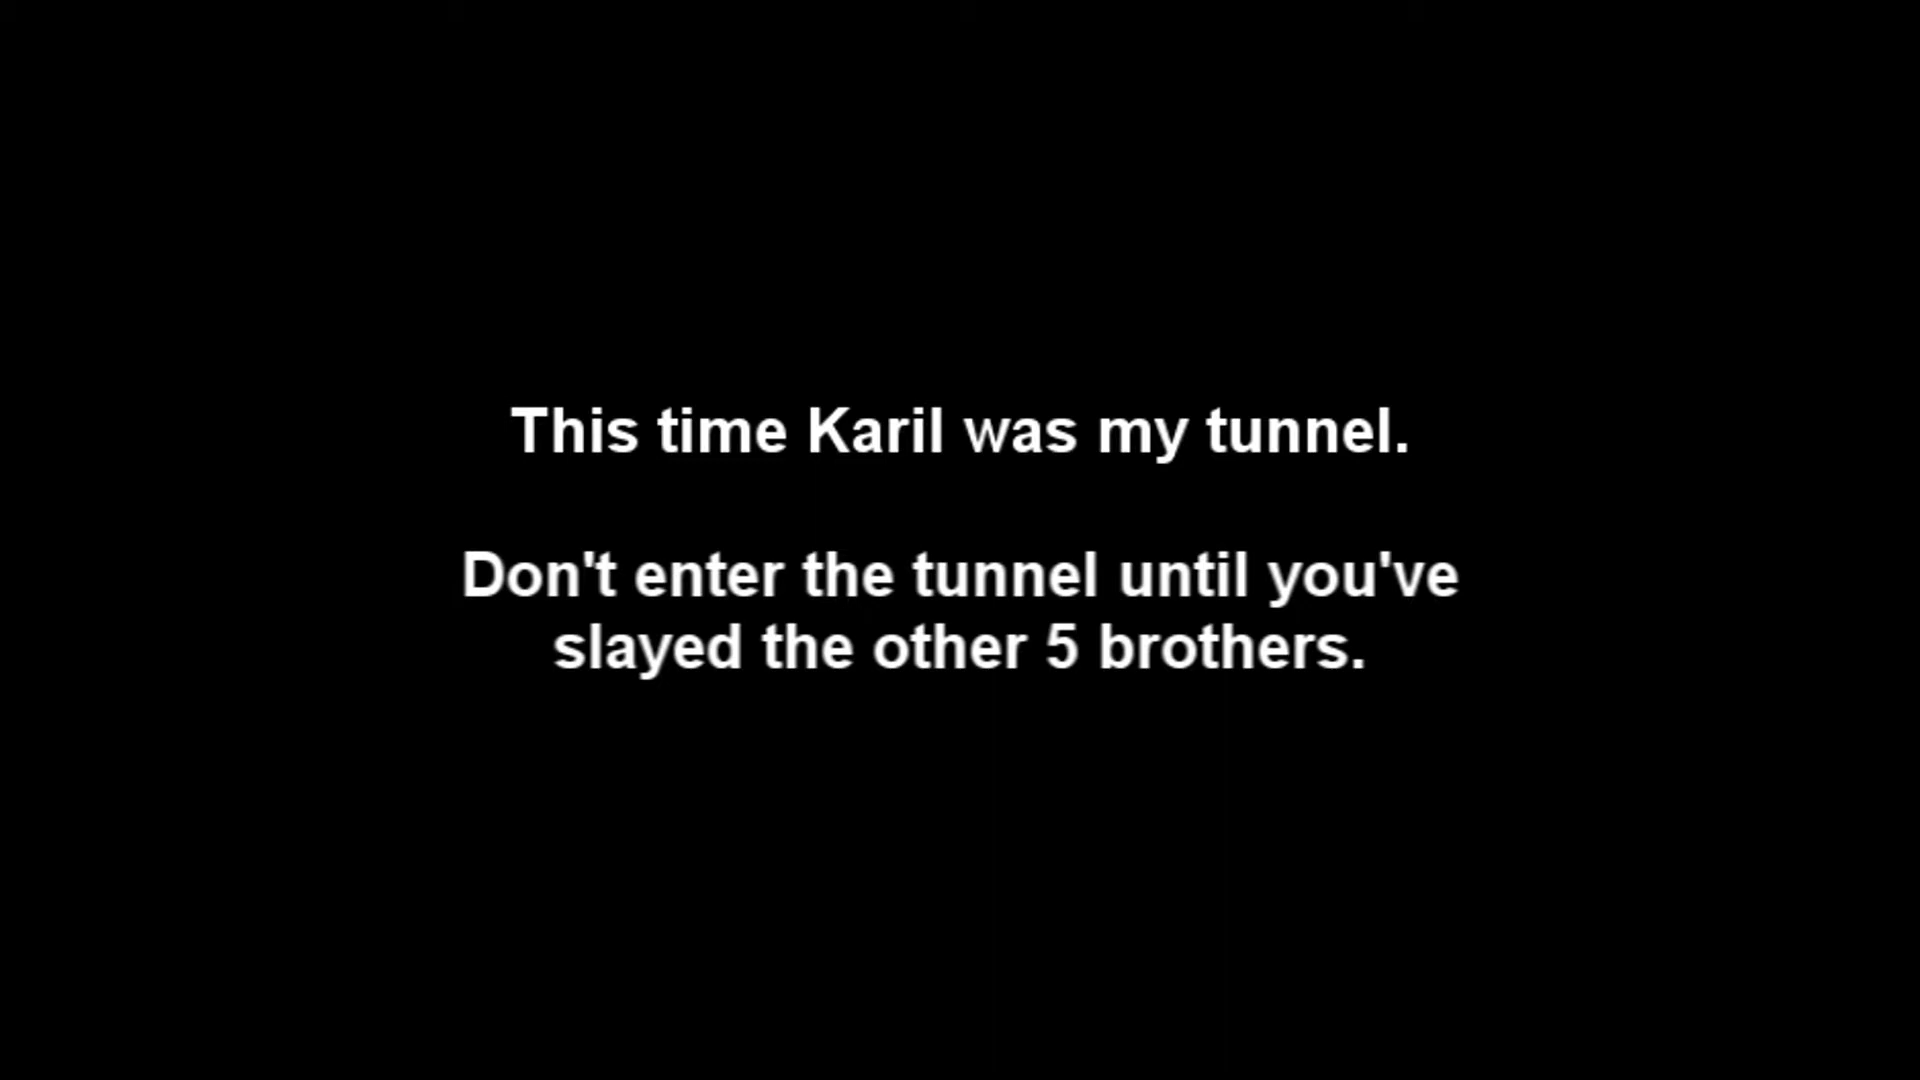 This time Karil was my tunnel.
Don't enter the tunnel until you've
slayed the other 5 brothers.